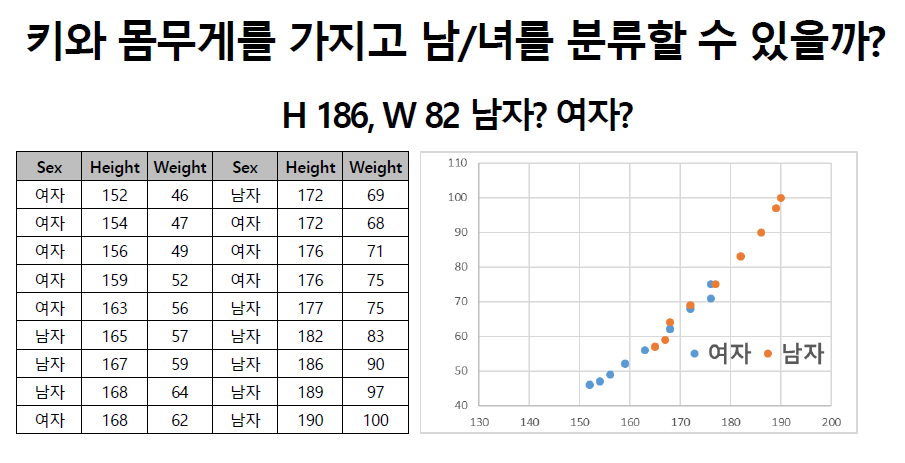 키와 몸무게를 가지고 남/녀를 분류할 수 있을까?
H 186, W 82 남자? 여자?
Sex Height Weight Sex Height Weight
여자 152 46 남자 172 69
여자 154 47 여자 172 68
여자 156 49 여자 176 71
여자 159 52 여자 176 75
여자 163 56 남자 177 75
남자 165 57 남자 182 83
남자 167 59 남자 186 90
남자 168 64 남자 189 97
여자 168 62 남자 190 100
110
100
90
80
70
60
50
40
여자 남자
130 140 150 160 170 180 190 200